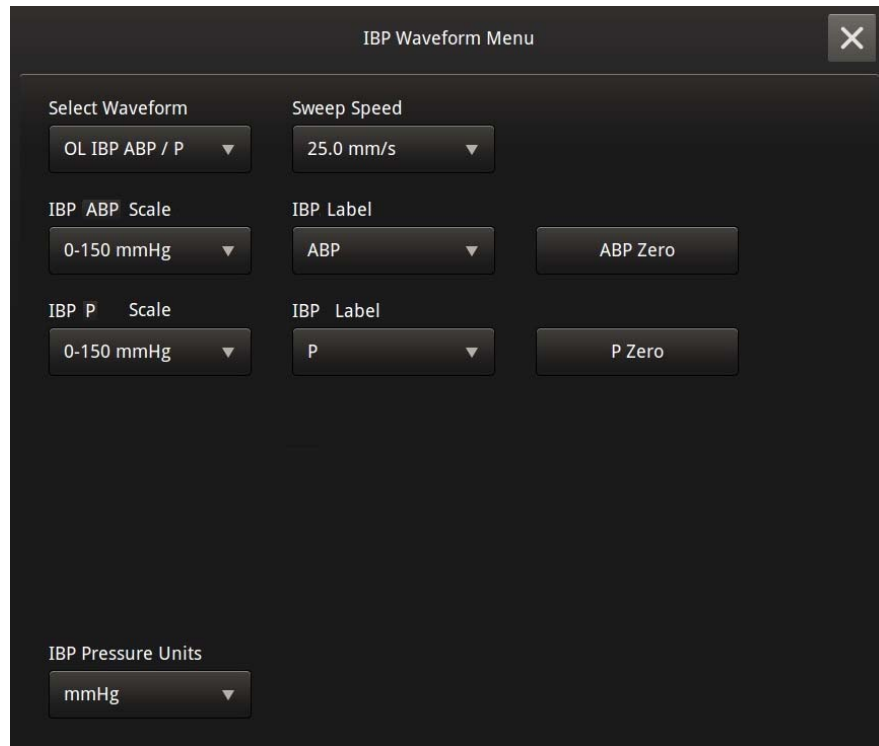 IBP Waveform Menu
Select Waveform Sweep Speed
OL IBP ABP / P 25.0 mm/s
IBP ABP Scale IBP Label
0-150 mmHg ABP ABP Zero
IBP P Scale IBP Label
0-150 mmHg P P Zero
IBP Pressure Units
mmHg